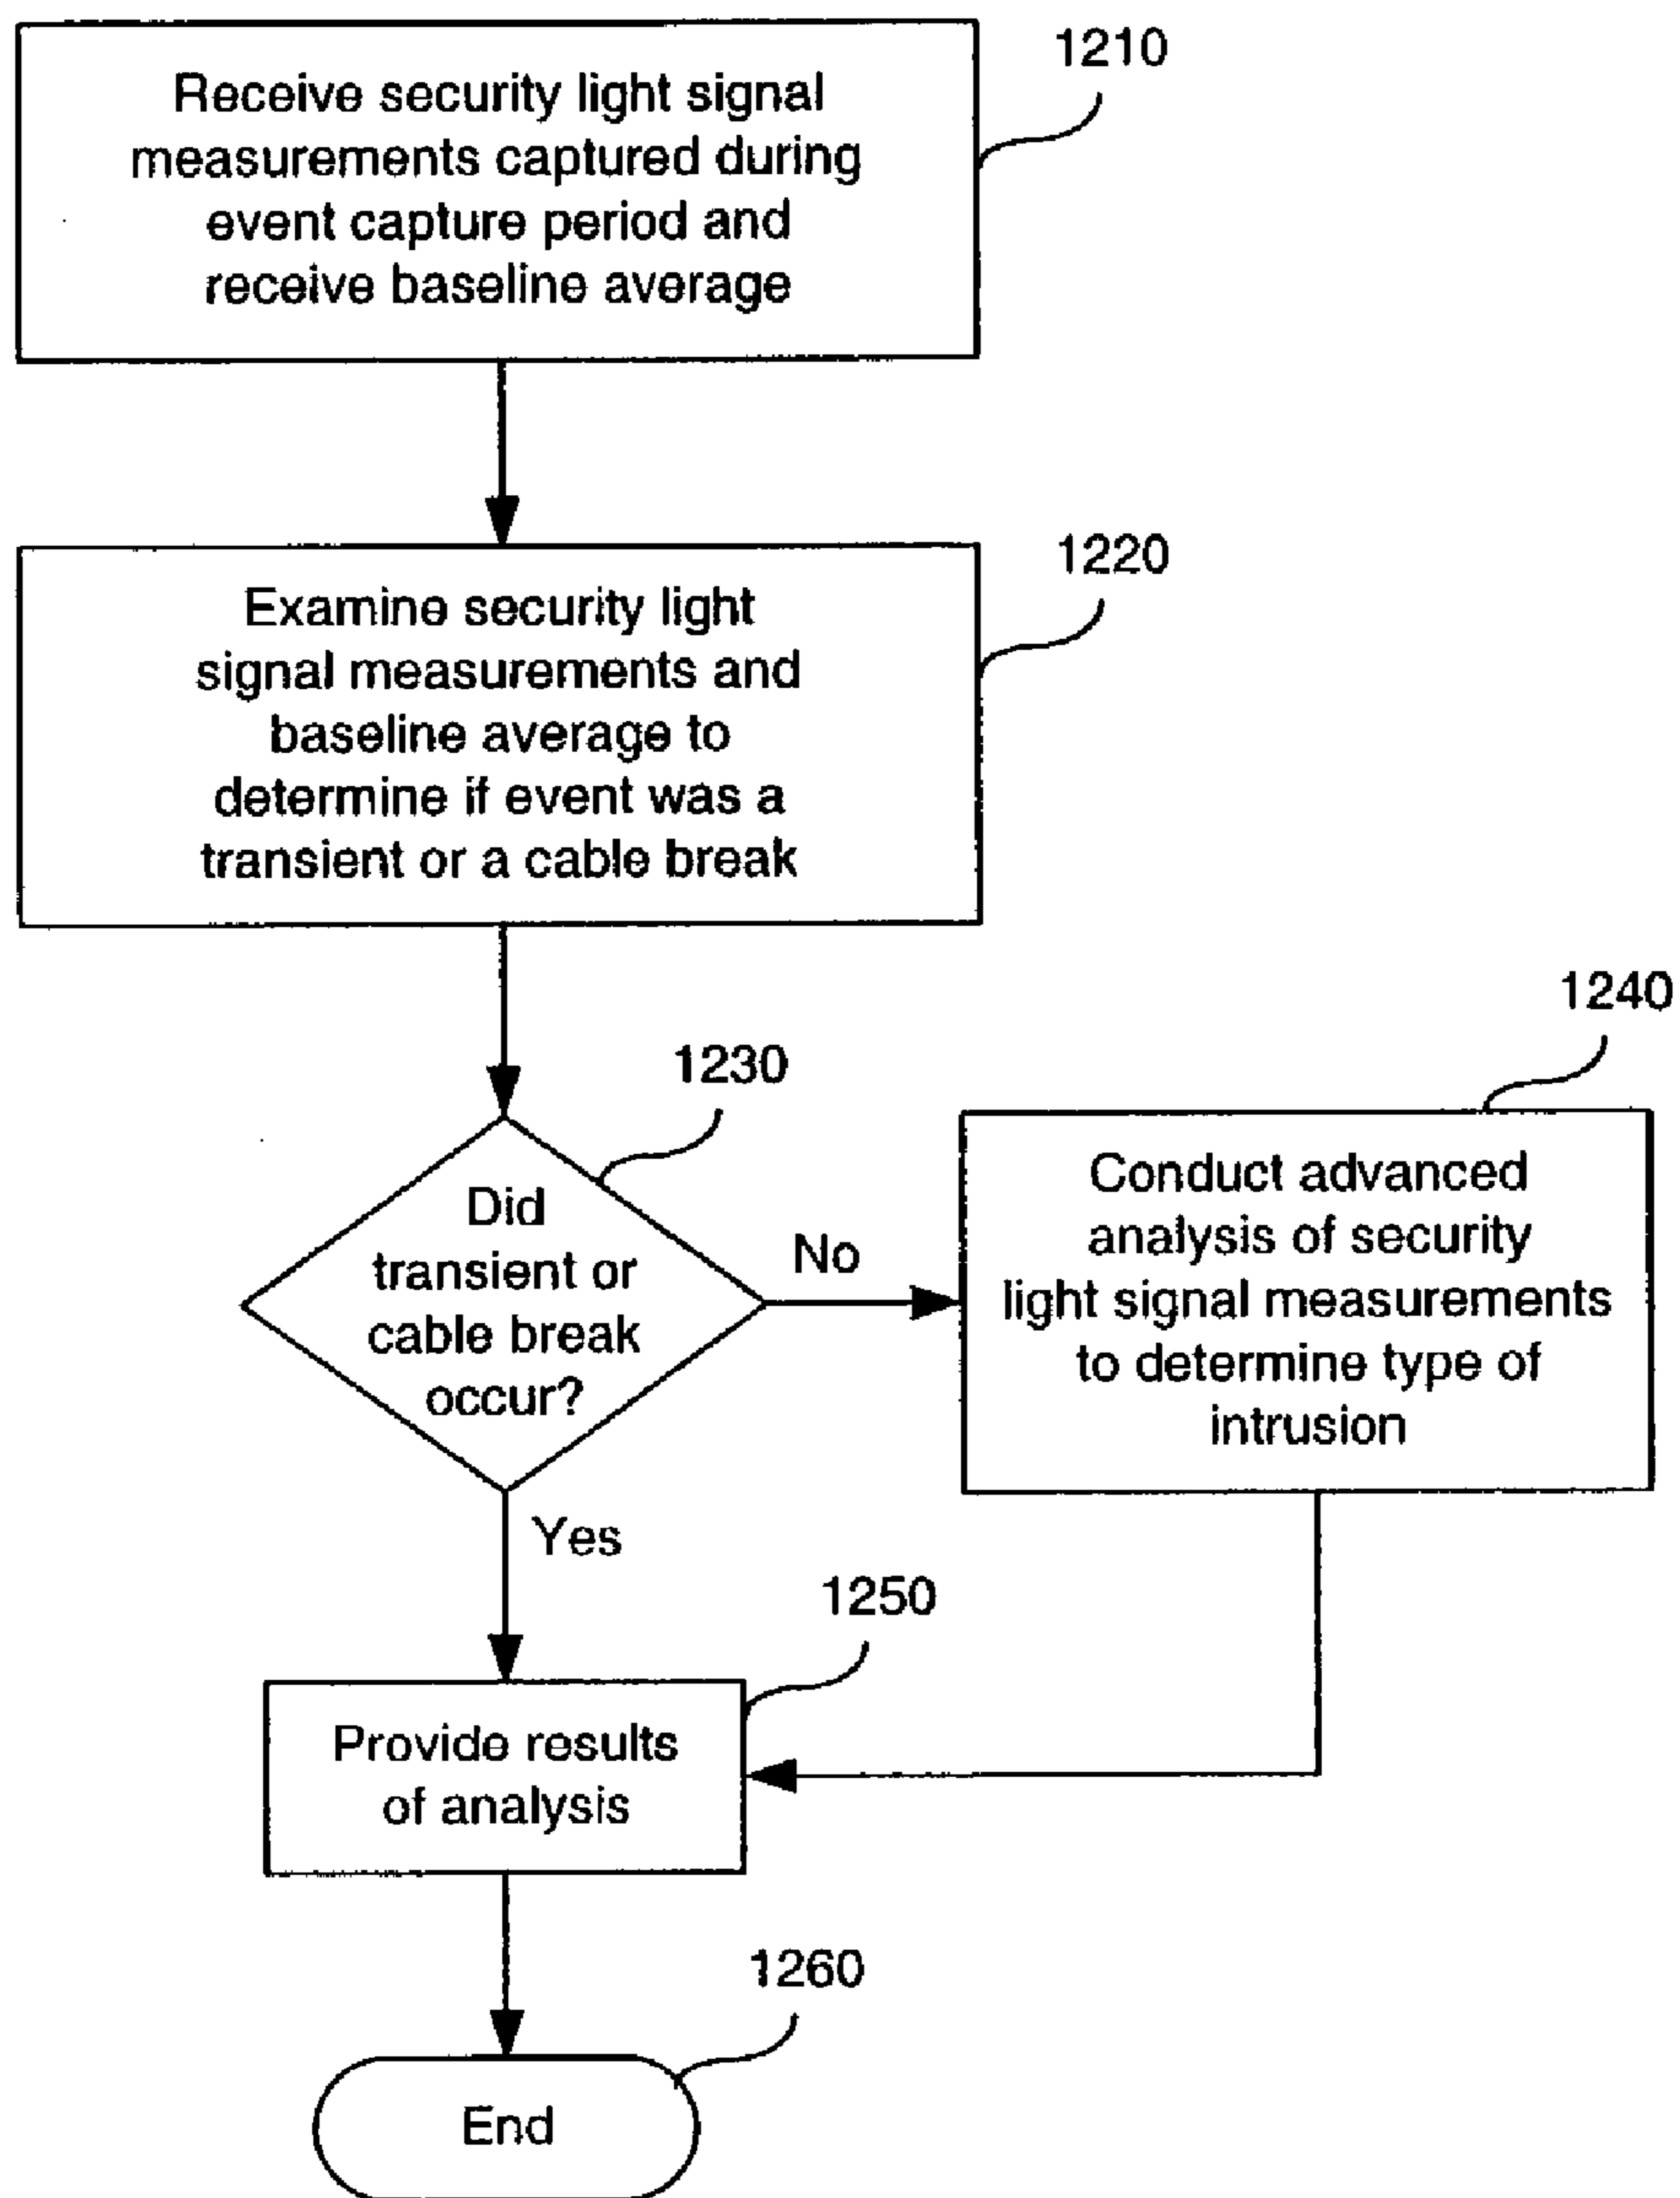 1210
Receive security light signal
measurements captured during
event capture period and
receive baseline average
1220
Examine security light
signal measurements and
baseline average to
determine if event was a
transient or a cable break
1230
Did
transient or
cable break
occur?
No
Yes
1240
Conduct advanced
analysis of security
light signal measurements
to determine type of
intrusion
1250
Provide results
of analysis
1260
End